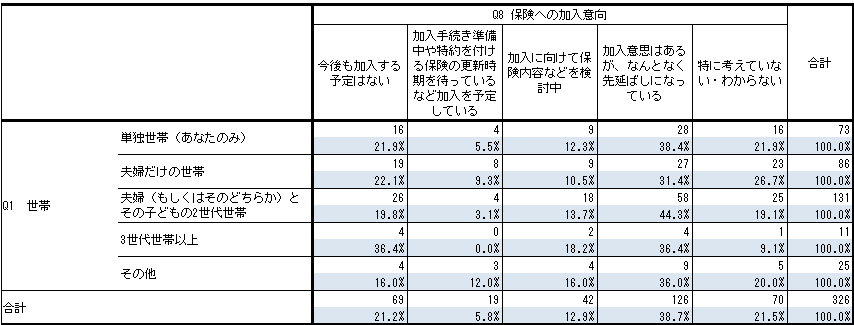 Q8 保険への加入意向
今後も加入する
予定はない
加入手続き準備
中や特約を付け
る保険の更新時
期を待っている
など加入を予定
している
加入に向けて保
険内容などを検
討中
加入意思はある
が、なんとなく
先延ばしになっ
ている
特に考えていな
い・わからない
合計
Q1 世帯
単独世帯（あなたのみ）
16 4 9 28 16 73
21.9% 5.5% 12.3% 38.4% 21.9% 100.0%
夫婦だけの世帯
19 8 9 27 23 86
22.1% 9.3% 10.5% 31.4% 26.7% 100.0%
夫婦（もしくはそのどちらか）と
その子どもの2世代世帯
26 4 18 58 25 131
19.8% 3.1% 13.7% 44.3% 19.1% 100.0%
3世代世帯以上
4 0 2 4 1 11
36.4% 0.0% 18.2% 36.4% 9.1% 100.0%
その他
4 3 4 9 5 25
16.0% 12.0% 16.0% 36.0% 20.0% 100.0%
合計
69 19 42 126 70 326
21.2% 5.8% 12.9% 38.7% 21.5% 100.0%